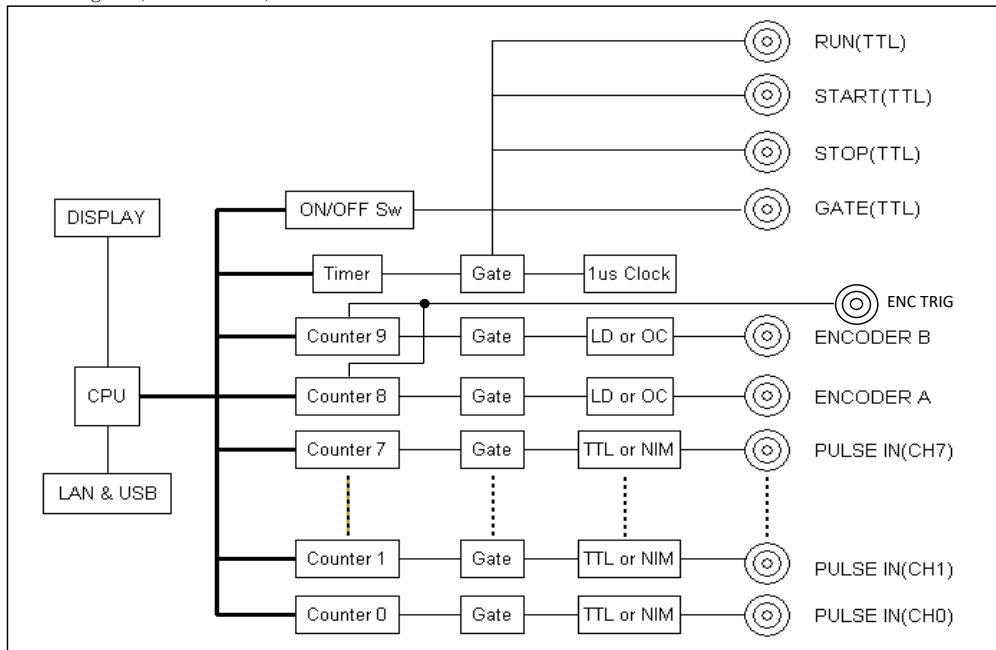 RUN(TTL)
START(TTL)
STOP(TTL)
ON/OFF Sw
GATE(TTL)
DISPLAY
Timer
Gate
1us Clock
ENC TRIG
Counter 9
Gate
LD or OC
ENCODER B
CPU
Counter 8
Gate
LD or OC
ENCODER A
Counter 7
Gate
TTL or NIM
PULSE IN(CH7)
LAN & USB
Counter 1
Gate
TTL or NIM
PULSE IN(CH1)
Counter 0
Gate
TTL or NIM
PULSE IN(CH0)